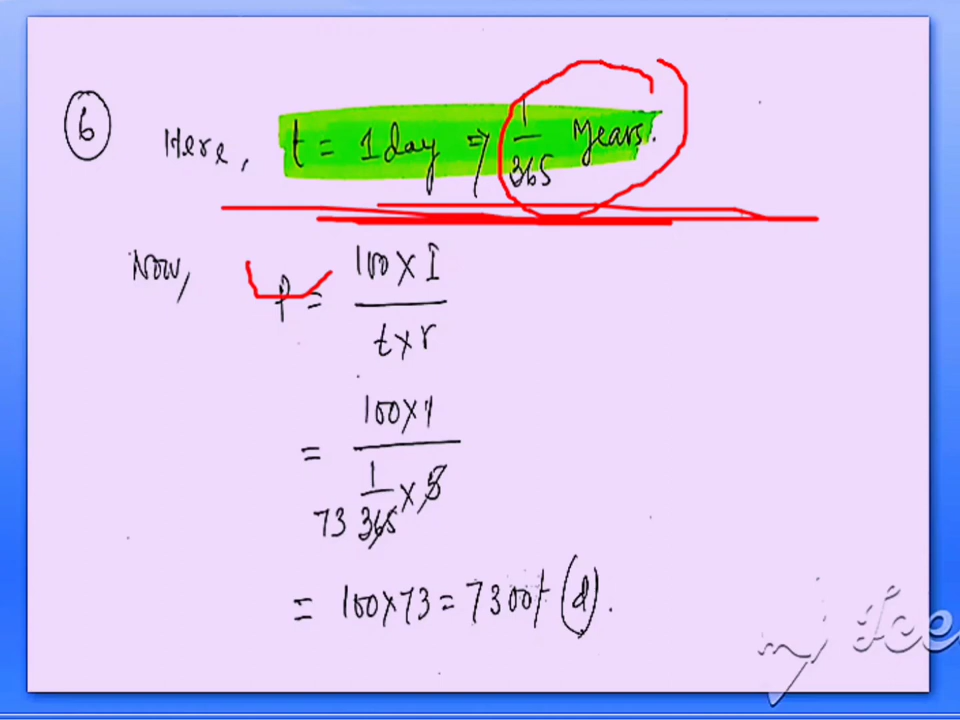 6 Here, t = 1 day ⇒ 1/365 Years.
Now, P = 100 × I / t × r
= 100 × 1 / 1/365 × 5
73
= 100 × 73 = 7300/- (d).